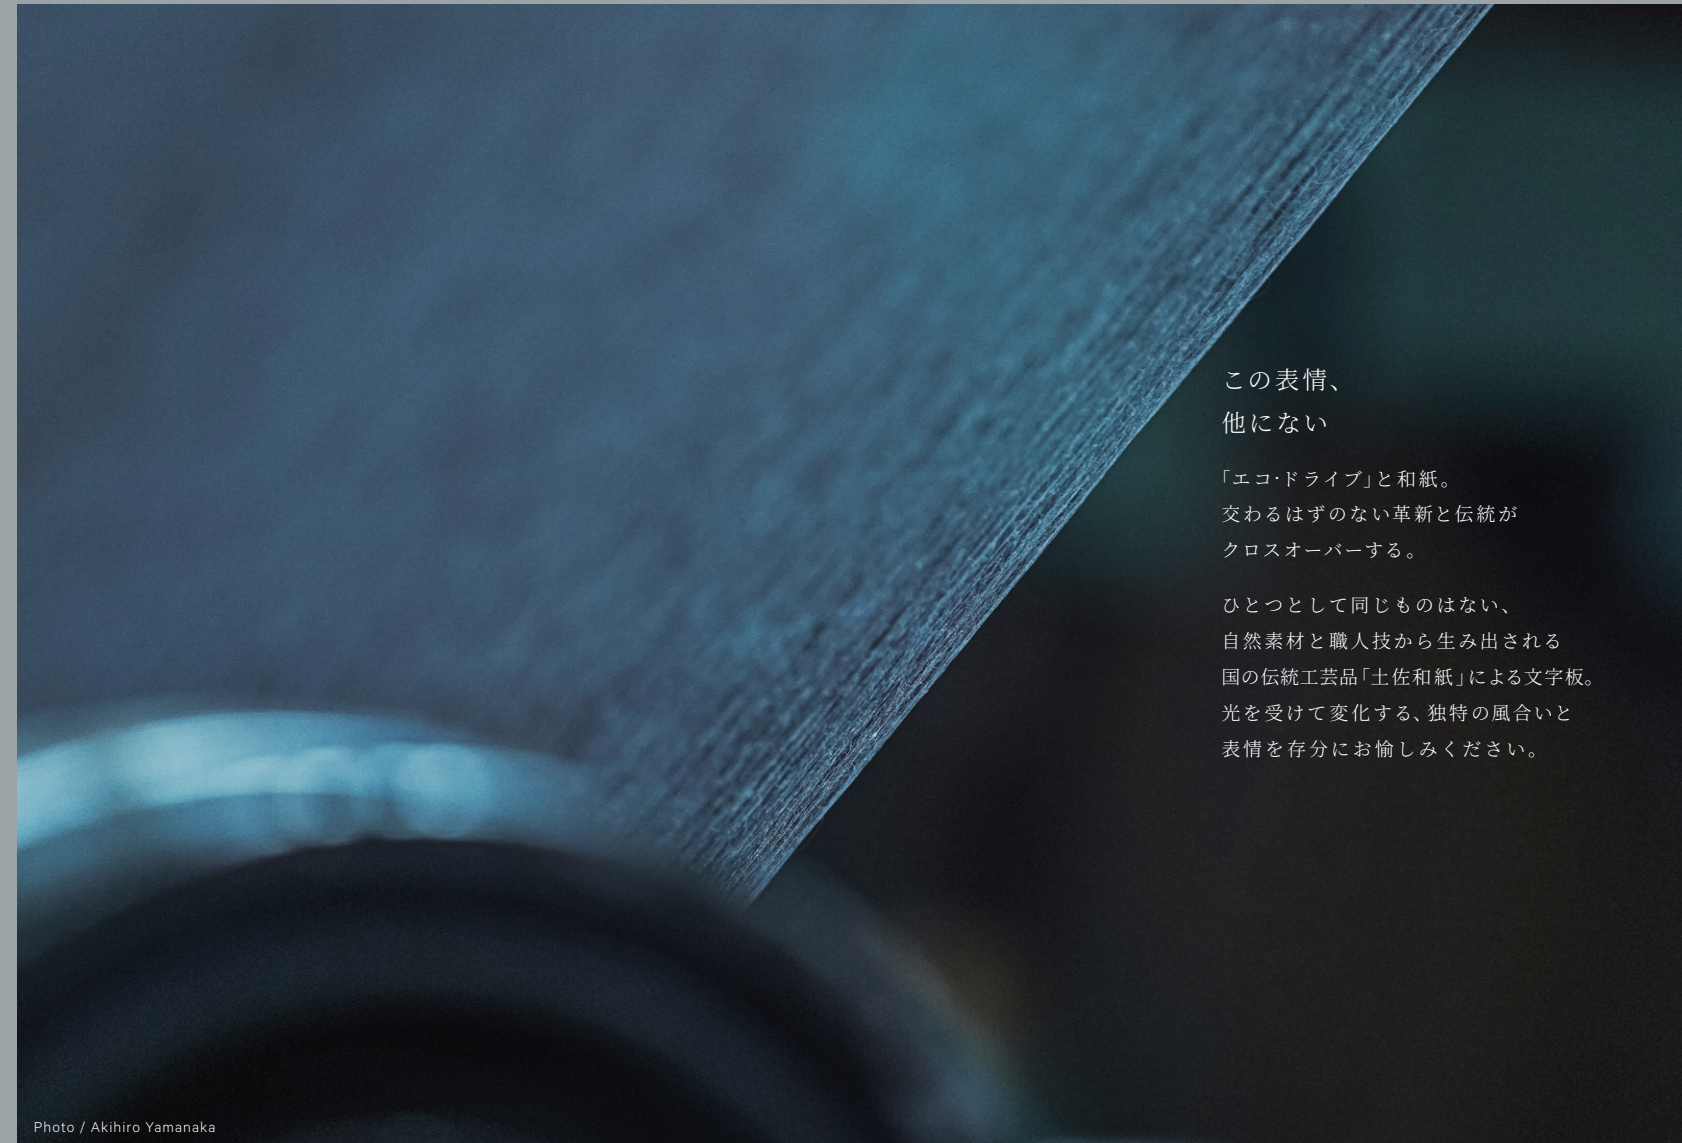 この表情、
他にない
「エコ・ドライブ」と和紙。
交わるはずのない革新と伝統が
クロスオーバーする。
ひとつとして同じものはない、
自然素材と職人技から生み出される
国の伝統工芸品「土佐和紙」による文字板。
光を受けて変化する、独特の風合いと
表情を存分にお愉しみください。
Photo / Akihiro Yamanaka